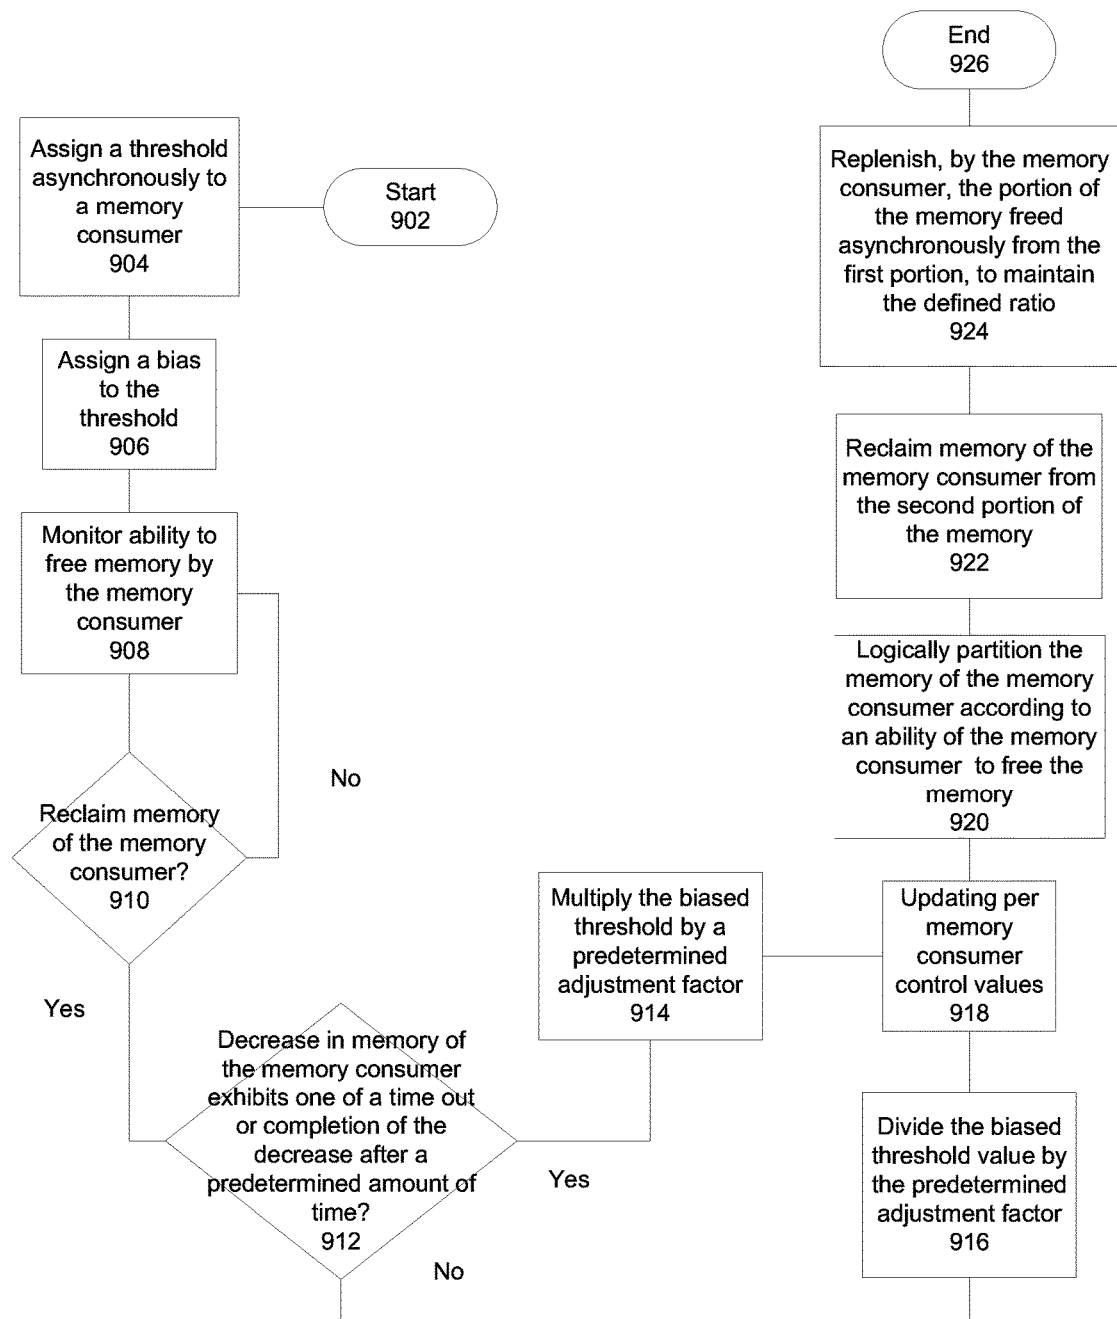 Start
902
Assign a threshold
asynchronously to
a memory
consumer
904
Assign a bias
to the
threshold
906
Monitor ability to
free memory by
the memory
consumer
908
No
Reclaim memory
of the memory
consumer?
910
Yes
Decrease in memory of
the memory consumer
exhibits one of a time out
or completion of the
decrease after a
predetermined amount of
time?
912
Yes
No
Multiply the biased
threshold by a
predetermined
adjustment factor
914
Divide the biased
threshold value by
the predetermined
adjustment factor
916
Updating per
memory
consumer
control values
918
Logically partition the
memory of the memory
consumer according to
an ability of the memory
consumer to free the
memory
920
Reclaim memory of the
memory consumer from
the second portion of
the memory
922
Replenish, by the memory
consumer, the portion of
the memory freed
asynchronously from the
first portion, to maintain
the defined ratio
924
End
926